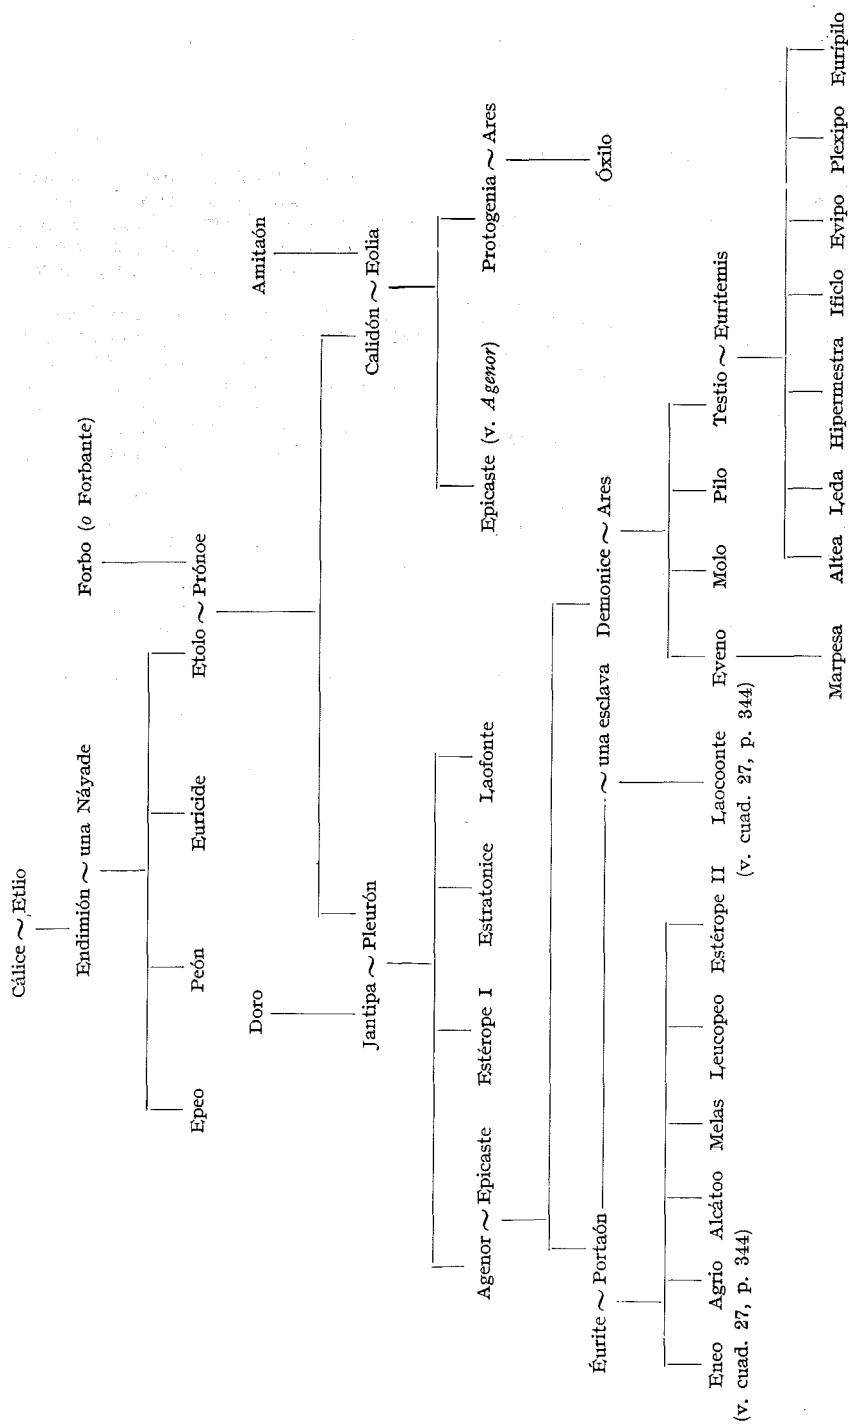 Cálice ~ Etlio
Endimión ~ una Náyade
Forbo (o Forbante)
Epeo Peón Euricide Etolo ~ Prónoe
Doro Amitaón
Jantipa ~ Pleurón Calidón ~ Eolia
Agenor ~ Epicaste Estérope I Estratonice Laofonte Epicaste (v. Agenor) Protogenia ~ Ares
Éurite ~ Portaón ~ una esclava Demonice ~ Ares Óxilo
Eneo Agrio Alcátoo Melas Leucopeo Estérope II Laocoonte Eveno Molo Pilo Testio ~ Eurítemis
(v. cuad. 27, p. 344) (v. cuad. 27, p. 344)
Marpesa Altea Leda Hipermestra Ificlo Evipo Plexipo Eurípilo